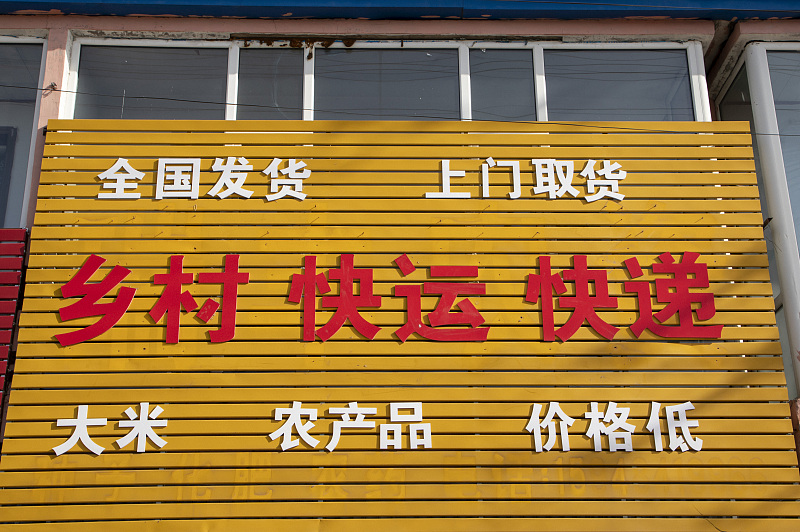 全国发货 上门取货
乡村 快运 快递
大米 农产品 价格低